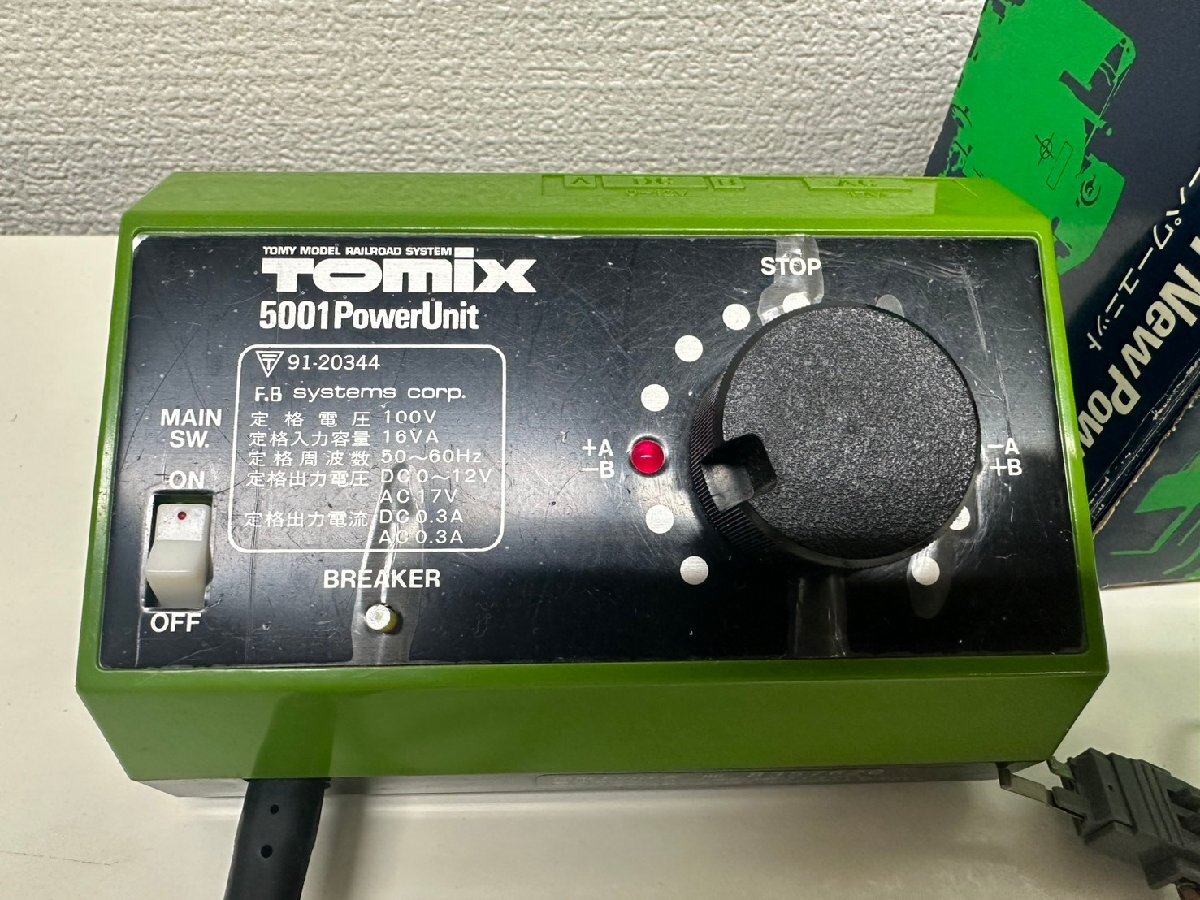 A DC B AC
TOMY MODEL RAILROAD SYSTEM
TOMIX
5001 PowerUnit
T 91-20344
F.B systems corp.
定格電圧 100V
定格入力容量 16VA
定格周波数 50~60Hz
定格出力電圧 DC 0~12V
AC 17V
定格出力電流 DC 0.3A
AC 0.3A
MAIN
SW.
ON
OFF
BREAKER
STOP
+A
-B
-A
+B
New Pow
パワーユニット